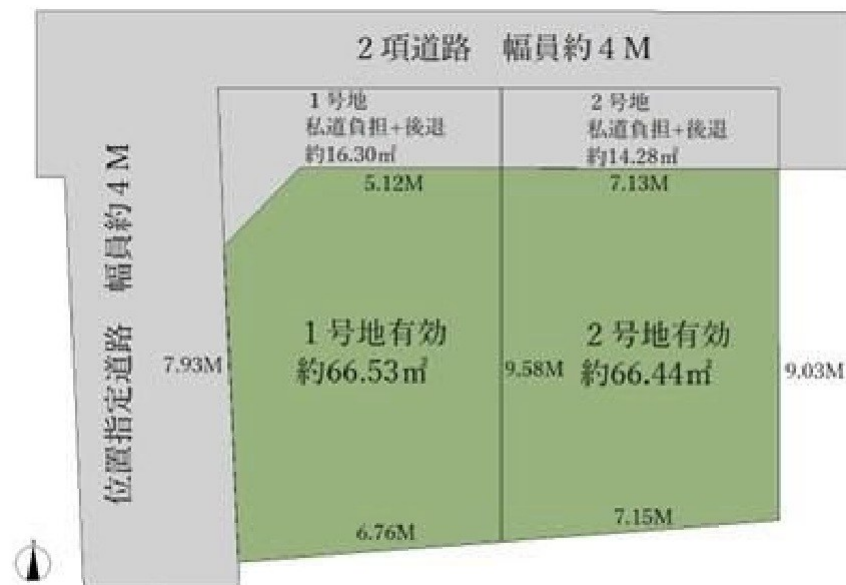 2項道路 幅員約4M
1号地
私道負担+後退
約16.30㎡
2号地
私道負担+後退
約14.28㎡
5.12M
7.13M
位置指定道路 幅員約4M
1号地有効
約66.53㎡
2号地有効
約66.44㎡
7.93M
9.58M
9.03M
6.76M
7.15M